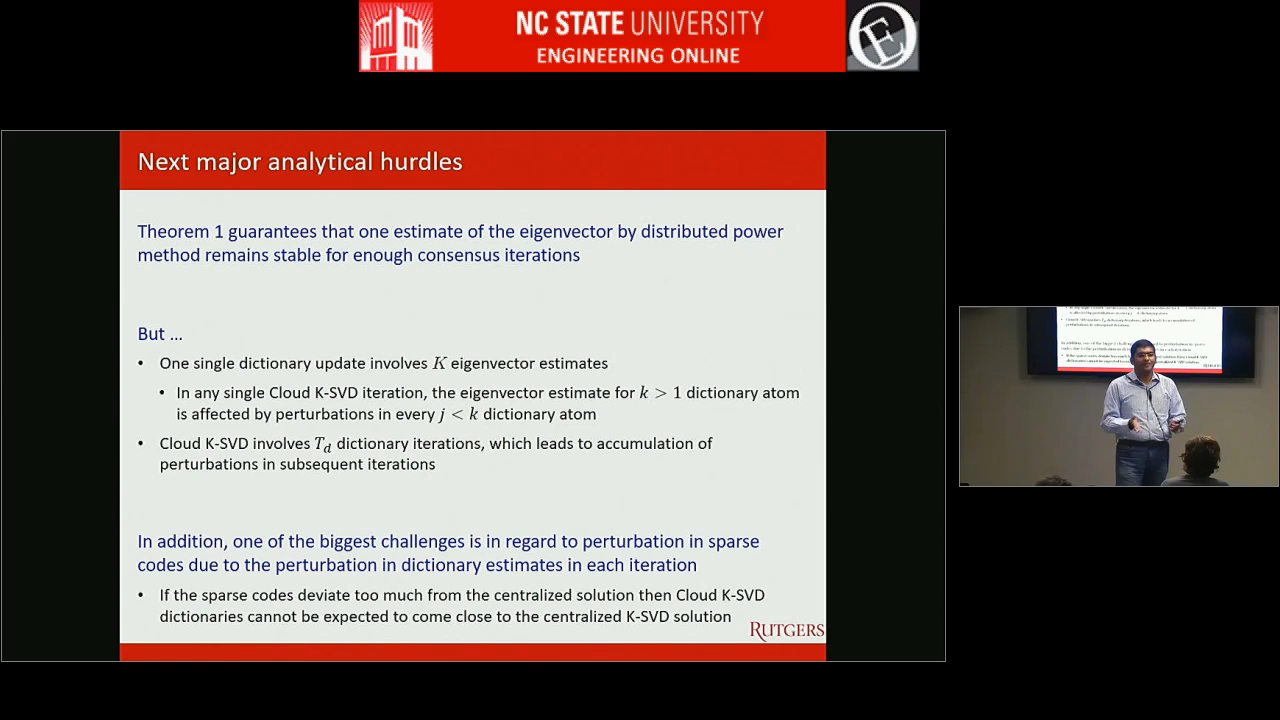 NC STATE UNIVERSITY
ENGINEERING ONLINE
Next major analytical hurdles
Theorem 1 guarantees that one estimate of the eigenvector by distributed power
method remains stable for enough consensus iterations
But ...
• One single dictionary update involves K eigenvector estimates
• In any single Cloud K-SVD iteration, the eigenvector estimate for k > 1 dictionary atom
is affected by perturbations in every j < k dictionary atom
• Cloud K-SVD involves T_d dictionary iterations, which leads to accumulation of
perturbations in subsequent iterations
In addition, one of the biggest challenges is in regard to perturbation in sparse
codes due to the perturbation in dictionary estimates in each iteration
• If the sparse codes deviate too much from the centralized solution then Cloud K-SVD
dictionaries cannot be expected to come close to the centralized K-SVD solution
RUTGERS